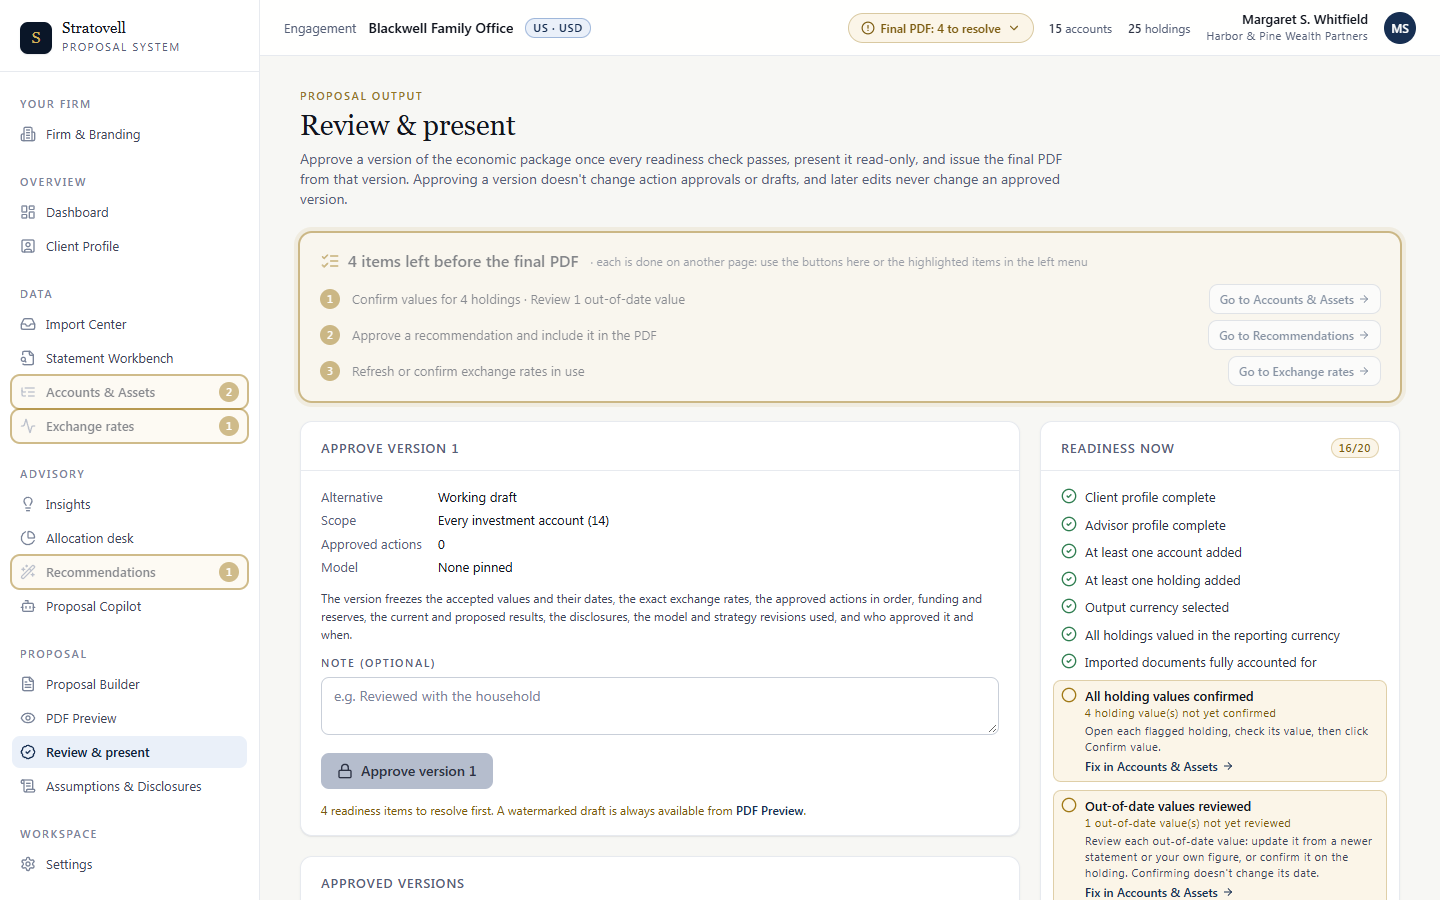 S
Stratovell
PROPOSAL SYSTEM
YOUR FIRM
Firm & Branding
OVERVIEW
Dashboard
Client Profile
DATA
Import Center
Statement Workbench
Accounts & Assets 2
Exchange rates 1
ADVISORY
Insights
Allocation desk
Recommendations 1
Proposal Copilot
PROPOSAL
Proposal Builder
PDF Preview
Review & present
Assumptions & Disclosures
WORKSPACE
Settings
Engagement Blackwell Family Office US · USD
Final PDF: 4 to resolve
15 accounts 25 holdings
Margaret S. Whitfield
Harbor & Pine Wealth Partners
MS
PROPOSAL OUTPUT
Review & present
Approve a version of the economic package once every readiness check passes, present it read-only, and issue the final PDF
from that version. Approving a version doesn't change action approvals or drafts, and later edits never change an approved
version.
4 items left before the final PDF · each is done on another page: use the buttons here or the highlighted items in the left menu
1 Confirm values for 4 holdings · Review 1 out-of-date value Go to Accounts & Assets →
2 Approve a recommendation and include it in the PDF Go to Recommendations →
3 Refresh or confirm exchange rates in use Go to Exchange rates →
APPROVE VERSION 1
Alternative Working draft
Scope Every investment account (14)
Approved actions 0
Model None pinned
The version freezes the accepted values and their dates, the exact exchange rates, the approved actions in order, funding and
reserves, the current and proposed results, the disclosures, the model and strategy revisions used, and who approved it and
when.
NOTE (OPTIONAL)
e.g. Reviewed with the household
Approve version 1
4 readiness items to resolve first. A watermarked draft is always available from PDF Preview.
APPROVED VERSIONS
READINESS NOW 16/20
Client profile complete
Advisor profile complete
At least one account added
At least one holding added
Output currency selected
All holdings valued in the reporting currency
Imported documents fully accounted for
All holding values confirmed
4 holding value(s) not yet confirmed
Open each flagged holding, check its value, then click
Confirm value.
Fix in Accounts & Assets →
Out-of-date values reviewed
1 out-of-date value(s) not yet reviewed
Review each out-of-date value: update it from a newer
statement or your own figure, or confirm it on the
holding. Confirming doesn't change its date.
Fix in Accounts & Assets →